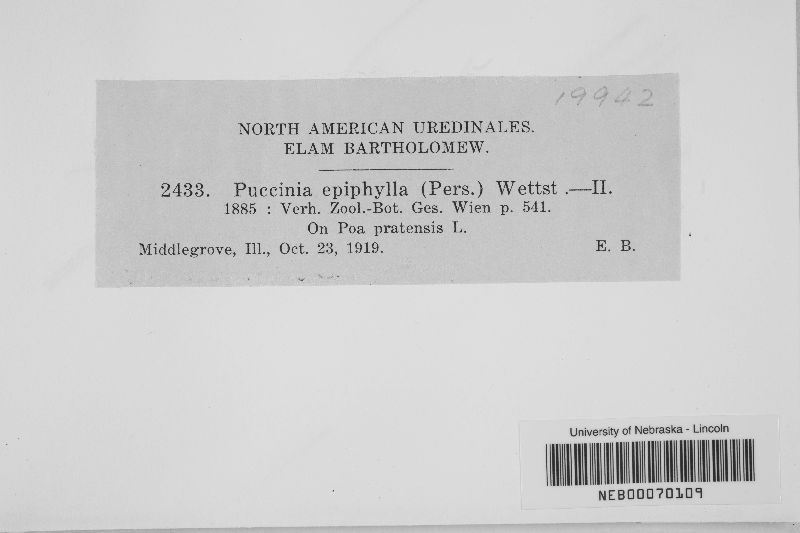 19942
NORTH AMERICAN UREDINALES.
ELAM BARTHOLOMEW.
2433. Puccinia epiphylla (Pers.) Wettst .—II.
1885 : Verh. Zool.-Bot. Ges. Wien p. 541.
On Poa pratensis L.
Middlegrove, Ill., Oct. 23, 1919. E. B.
University of Nebraska - Lincoln
NEB00070109